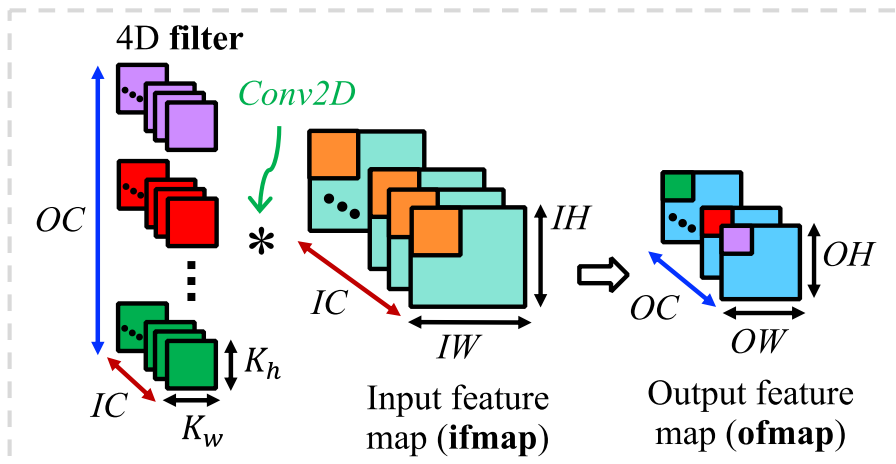 4D filter
Conv2D
OC
*
IC
K_h
K_w
IC
IH
IW
Input feature
map (ifmap)
OC
OH
OW
Output feature
map (ofmap)